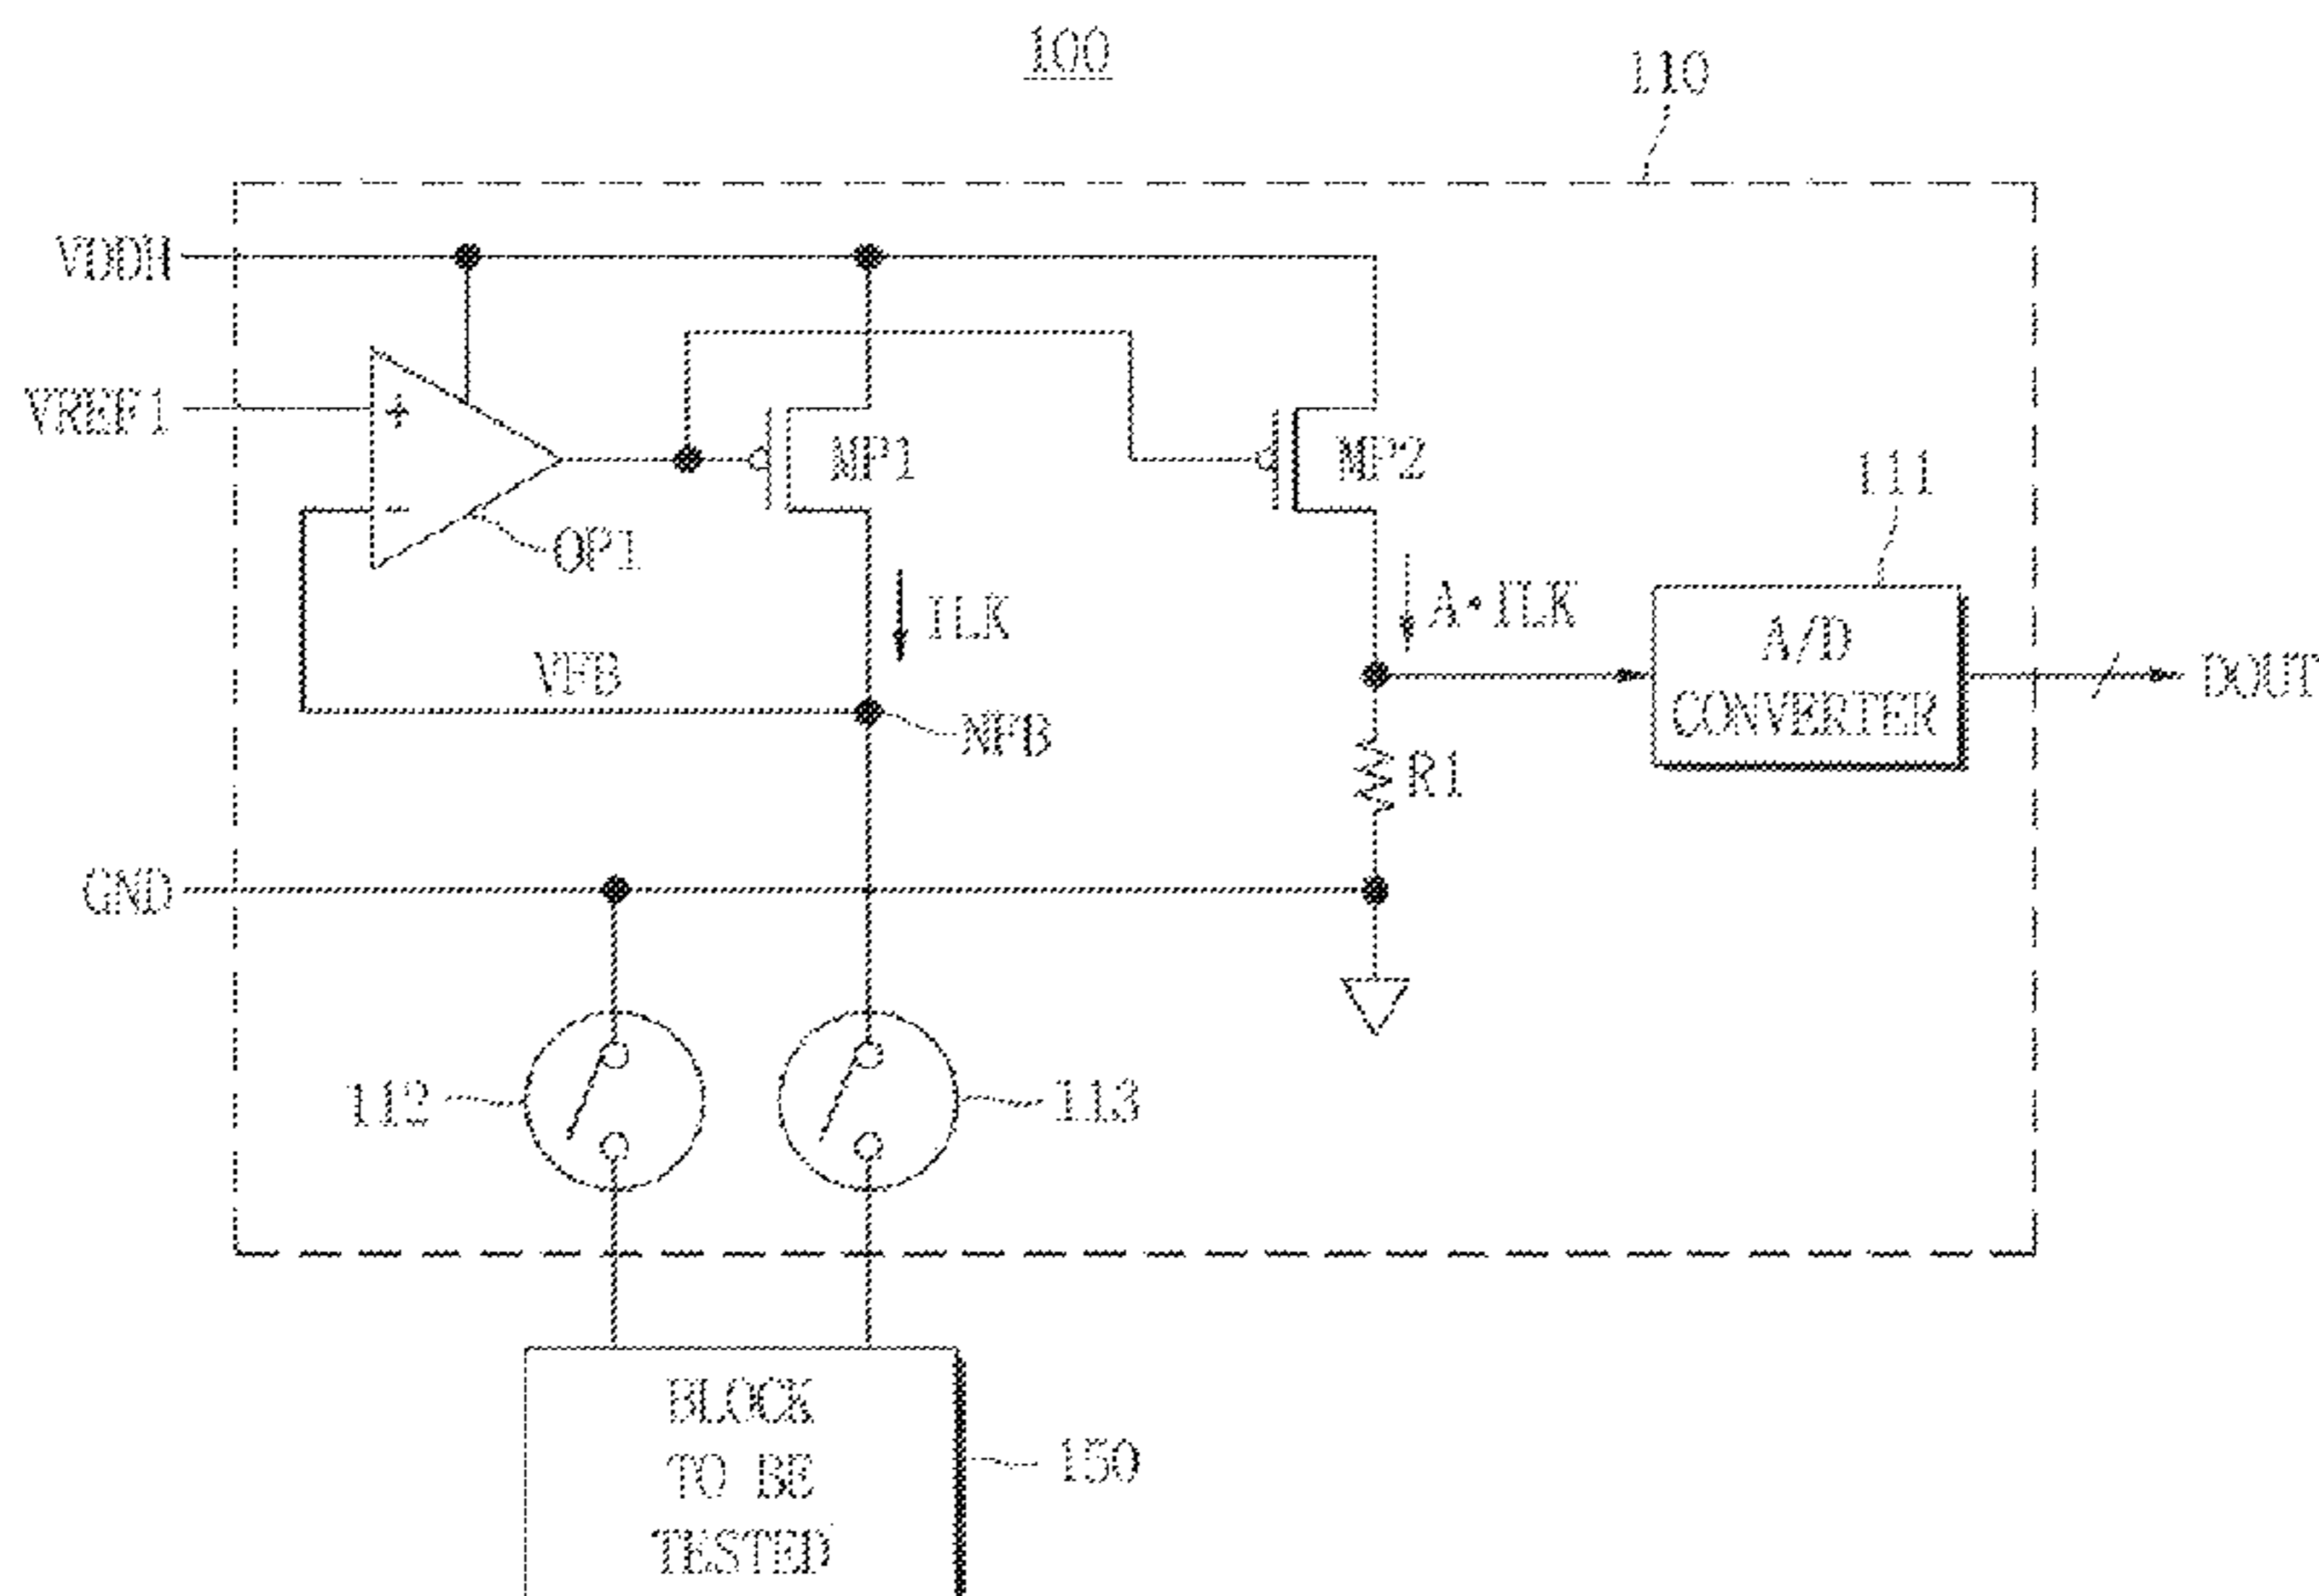 100
110
VDDH
VREF1
+
MP1
MP2
111
-
OP1
ILK
A•ILK
A/D
CONVERTER
DOUT
VFB
NFB
R1
GND
112
113
BLOCK
TO BE
TESTED
150